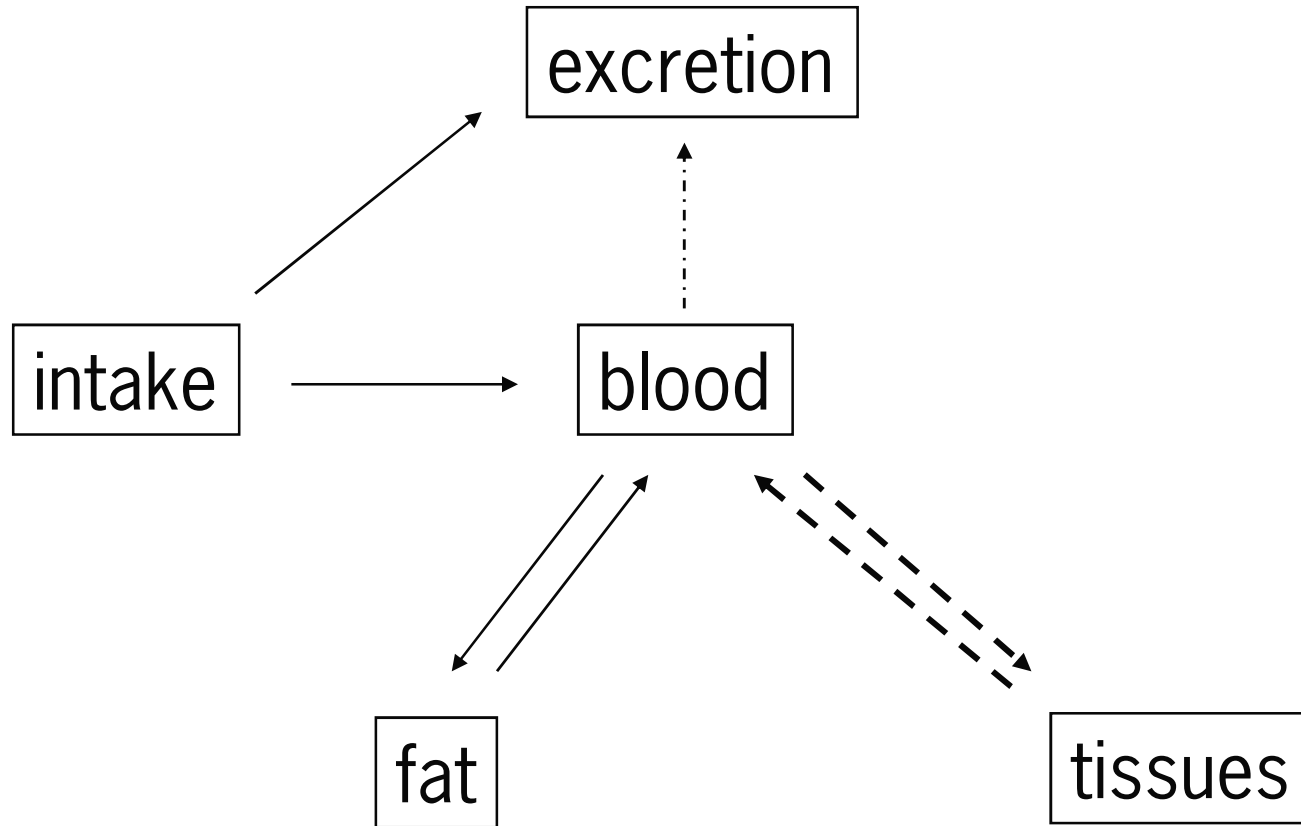 excretion
intake
blood
fat
tissues